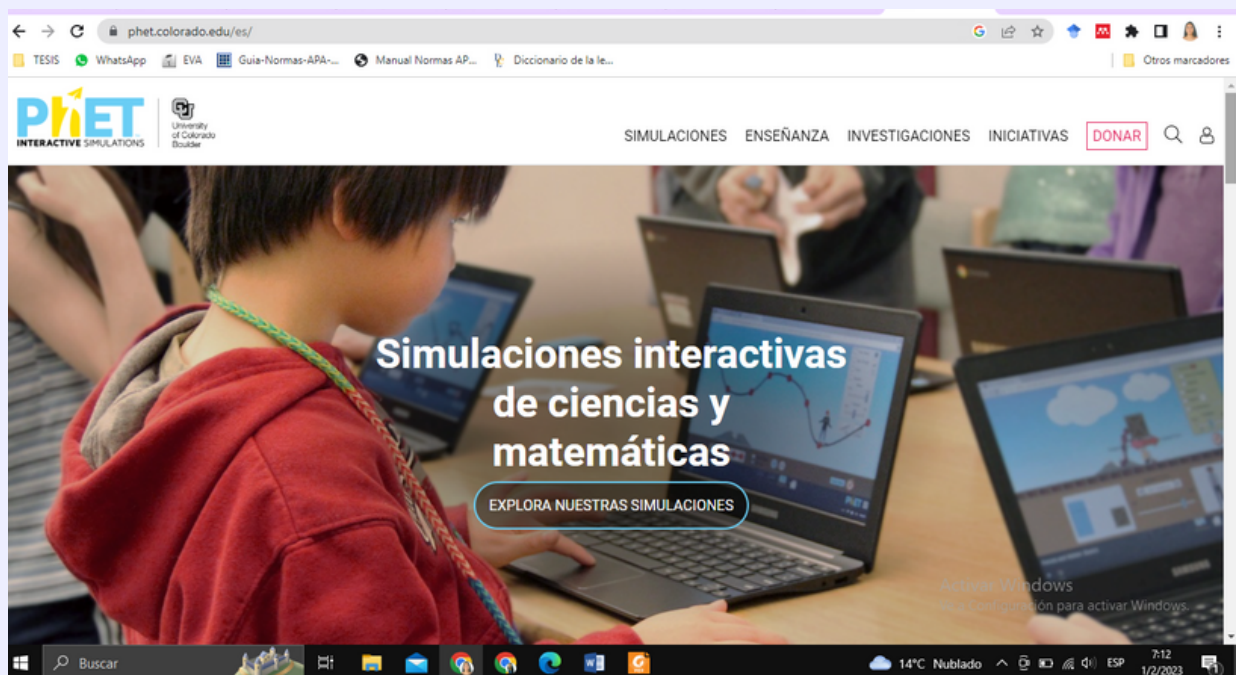 phet.colorado.edu/es/
TESIS WhatsApp EVA Guia-Normas-APA-... Manual Normas AP... Diccionario de la le... Otros marcadores
PhET
INTERACTIVE SIMULATIONS
University
of Colorado
Boulder
SIMULACIONES ENSEÑANZA INVESTIGACIONES INICIATIVAS DONAR
Simulaciones interactivas
de ciencias y
matemáticas
EXPLORA NUESTRAS SIMULACIONES
Activar Windows
Configuración para activar Windows.
Buscar
14°C Nublado ESP 7:12
1/2/2023